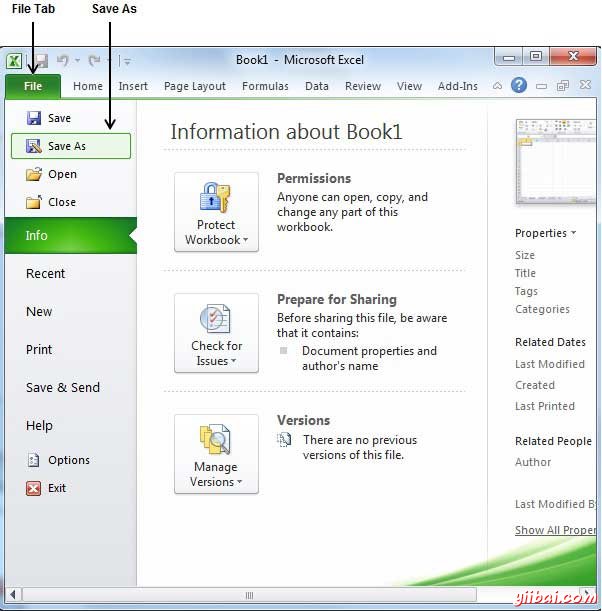 File Tab Save As
Book1 - Microsoft Excel
File Home Insert Page Layout Formulas Data Review View Add-Ins
Save
Save As
Open
Close
Info
Recent
New
Print
Save & Send
Help
Options
Exit
Information about Book1
Protect
Workbook
Permissions
Anyone can open, copy, and
change any part of this
workbook.
Check for
Issues
Prepare for Sharing
Before sharing this file, be aware
that it contains:
Document properties and
author's name
Manage
Versions
Versions
There are no previous
versions of this file.
Properties
Size
Title
Tags
Categories
Related Dates
Last Modified
Created
Last Printed
Related People
Author
Last Modified B
Show All Proper
yiibai.com